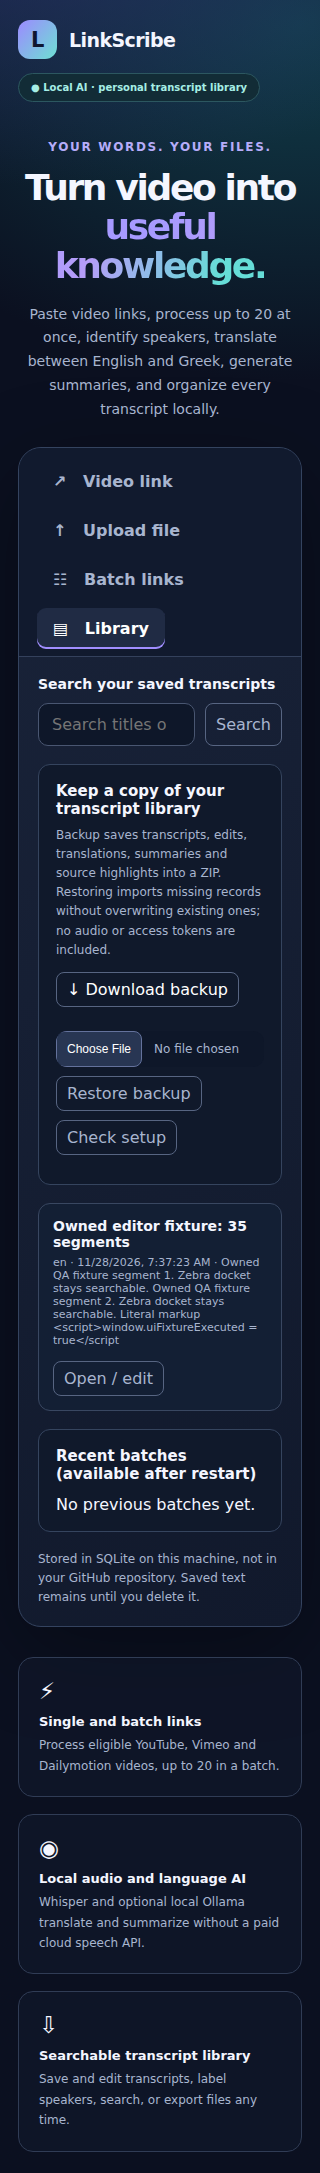 L LinkScribe
● Local AI · personal transcript library
YOUR WORDS. YOUR FILES.
Turn video into
useful
knowledge.
Paste video links, process up to 20 at
once, identify speakers, translate
between English and Greek, generate
summaries, and organize every
transcript locally.
↗ Video link
↑ Upload file
☷ Batch links
▤ Library
Search your saved transcripts
Search titles o Search
Keep a copy of your
transcript library
Backup saves transcripts, edits,
translations, summaries and
source highlights into a ZIP.
Restoring imports missing records
without overwriting existing ones;
no audio or access tokens are
included.
↓ Download backup
Choose File No file chosen
Restore backup
Check setup
Owned editor fixture: 35
segments
en · 11/28/2026, 7:37:23 AM · Owned
QA fixture segment 1. Zebra docket
stays searchable. Owned QA fixture
segment 2. Zebra docket stays
searchable. Literal markup
<script>window.uiFixtureExecuted =
true</script
Open / edit
Recent batches
(available after restart)
No previous batches yet.
Stored in SQLite on this machine, not in
your GitHub repository. Saved text
remains until you delete it.
⚡
Single and batch links
Process eligible YouTube, Vimeo and
Dailymotion videos, up to 20 in a batch.
◉
Local audio and language AI
Whisper and optional local Ollama
translate and summarize without a paid
cloud speech API.
⇩
Searchable transcript library
Save and edit transcripts, label
speakers, search, or export files any
time.